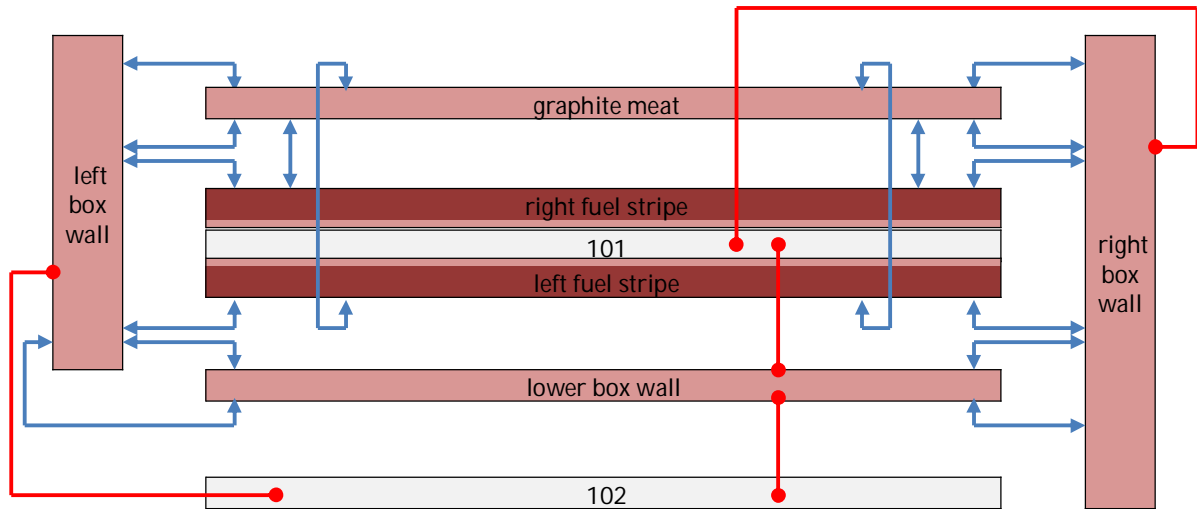 graphite meat
left
box
wall
right fuel stripe
101
left fuel stripe
right
box
wall
lower box wall
102